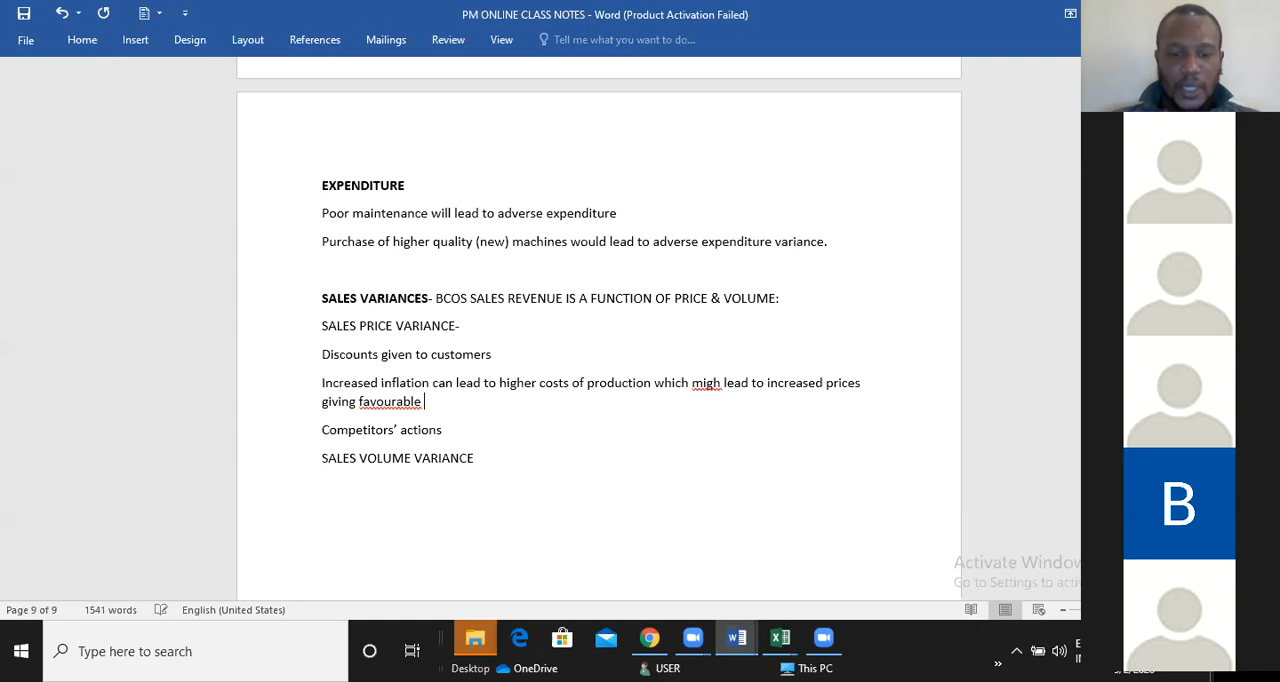 PM ONLINE CLASS NOTES - Word (Product Activation Failed)
File Home Insert Design Layout References Mailings Review View Tell me what you want to do...
EXPENDITURE
Poor maintenance will lead to adverse expenditure
Purchase of higher quality (new) machines would lead to adverse expenditure variance.
SALES VARIANCES- BCOS SALES REVENUE IS A FUNCTION OF PRICE & VOLUME:
SALES PRICE VARIANCE-
Discounts given to customers
Increased inflation can lead to higher costs of production which migh lead to increased prices
giving favourable
Competitors’ actions
SALES VOLUME VARIANCE
B
Activate Window
Go to Settings to
Page 9 of 9 1541 words English (United States)
Type here to search
Desktop OneDrive USER This PC